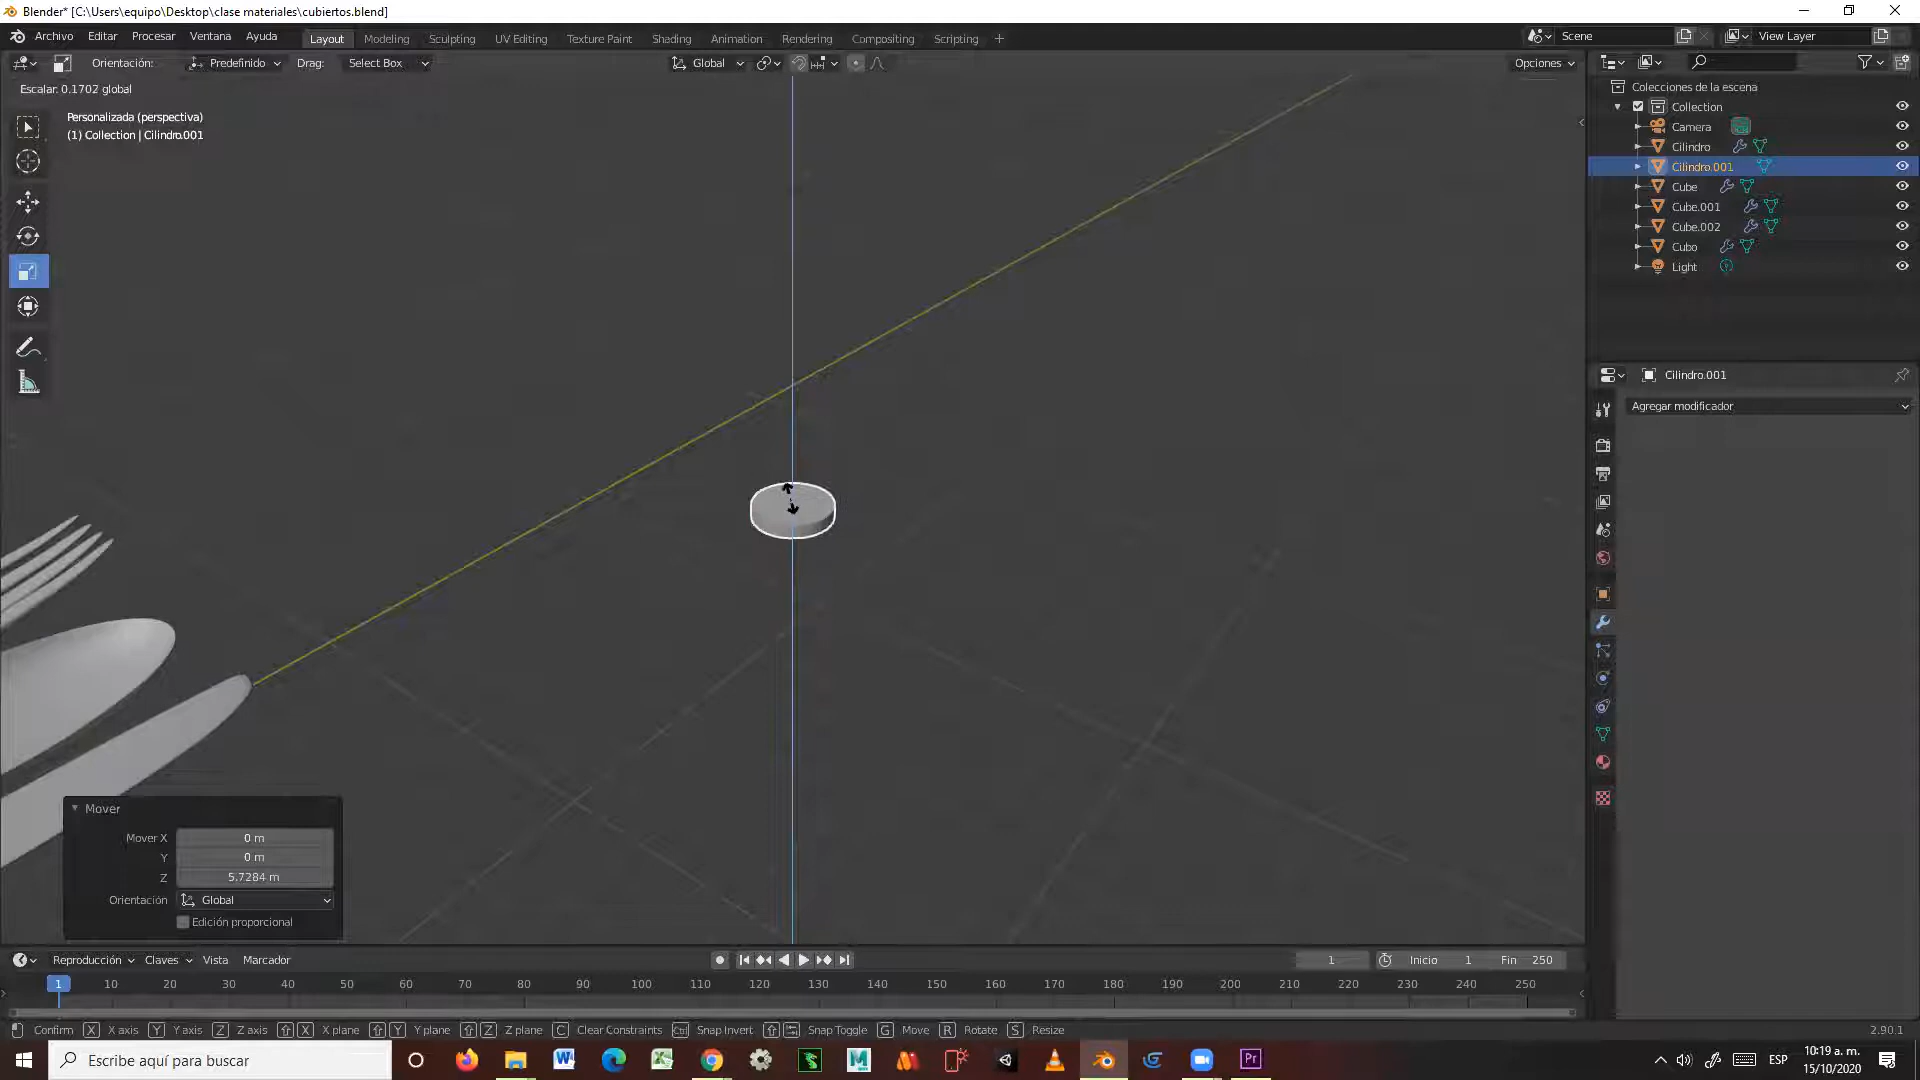 Blender* [C:\Users\equipo\Desktop\clase materiales\cubiertos.blend]
Archivo Editar Procesar Ventana Ayuda Layout Modeling Sculpting UV Editing Texture Paint Shading Animation Rendering Compositing Scripting + Scene View Layer
Orientación: Predefinido Drag: Select Box Global Opciones
Escalar: 0.1702 global
Personalizada (perspectiva)
(1) Collection | Cilindro.001
Colecciones de la escena
Collection
Camera
Cilindro
Cilindro.001
Cube
Cube.001
Cube.002
Cubo
Light
Cilindro.001
Agregar modificador
Mover
Mover X 0 m
Y 0 m
Z 5.7284 m
Orientación Global
Edición proporcional
Reproducción Claves Vista Marcador 1 Inicio 1 Fin 250
1 10 20 30 40 50 60 70 80 90 100 110 120 130 140 150 160 170 180 190 200 210 220 230 240 250
Confirm X X axis Y Y axis Z Z axis X X plane Y Y plane Z Z plane C Clear Constraints Ctrl Snap Invert Snap Toggle G Move R Rotate S Resize 2.90.1
Escribe aquí para buscar ESP 10:19 a. m.
15/10/2020